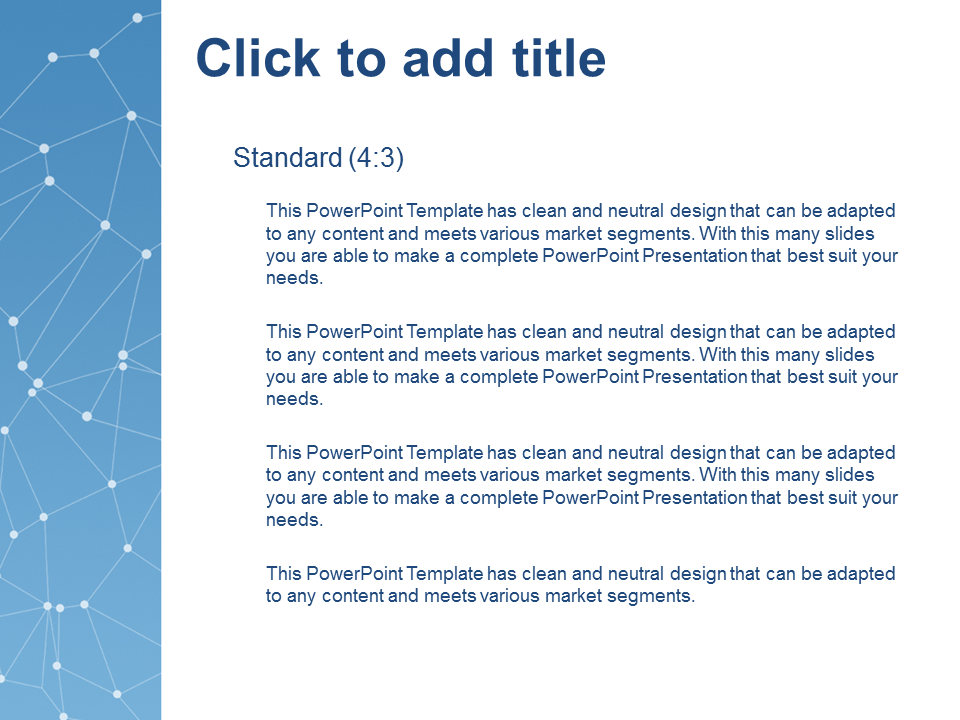 Click to add title
Standard (4:3)
This PowerPoint Template has clean and neutral design that can be adapted
to any content and meets various market segments. With this many slides
you are able to make a complete PowerPoint Presentation that best suit your
needs.
This PowerPoint Template has clean and neutral design that can be adapted
to any content and meets various market segments. With this many slides
you are able to make a complete PowerPoint Presentation that best suit your
needs.
This PowerPoint Template has clean and neutral design that can be adapted
to any content and meets various market segments. With this many slides
you are able to make a complete PowerPoint Presentation that best suit your
needs.
This PowerPoint Template has clean and neutral design that can be adapted
to any content and meets various market segments.